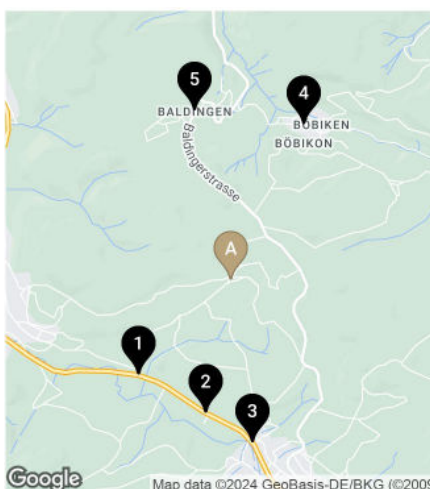 5
4
BALDINGEN
BÖBIKEN
BÖBIKON
Baldingerstrasse
A
1
2
3
Google
Map data ©2024 GeoBasis-DE/BKG (©2009